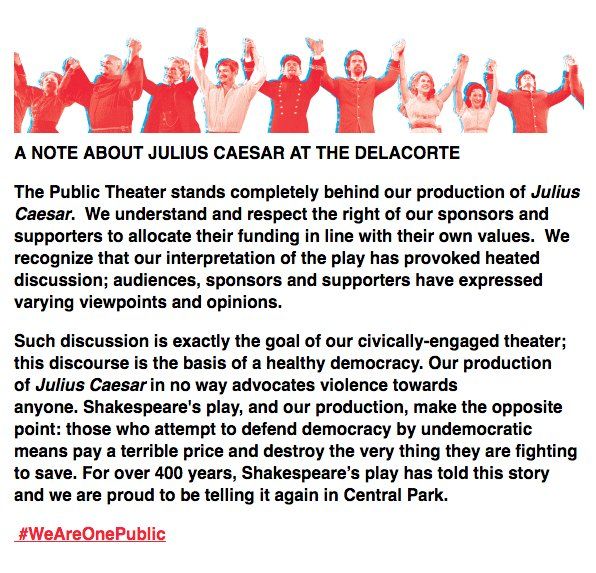 A NOTE ABOUT JULIUS CAESAR AT THE DELACORTE
The Public Theater stands completely behind our production of Julius
Caesar.  We understand and respect the right of our sponsors and
supporters to allocate their funding in line with their own values.  We
recognize that our interpretation of the play has provoked heated
discussion; audiences, sponsors and supporters have expressed
varying viewpoints and opinions.
Such discussion is exactly the goal of our civically-engaged theater;
this discourse is the basis of a healthy democracy. Our production
of Julius Caesar in no way advocates violence towards
anyone. Shakespeare's play, and our production, make the opposite
point: those who attempt to defend democracy by undemocratic
means pay a terrible price and destroy the very thing they are fighting
to save. For over 400 years, Shakespeare’s play has told this story
and we are proud to be telling it again in Central Park.
#WeAreOnePublic